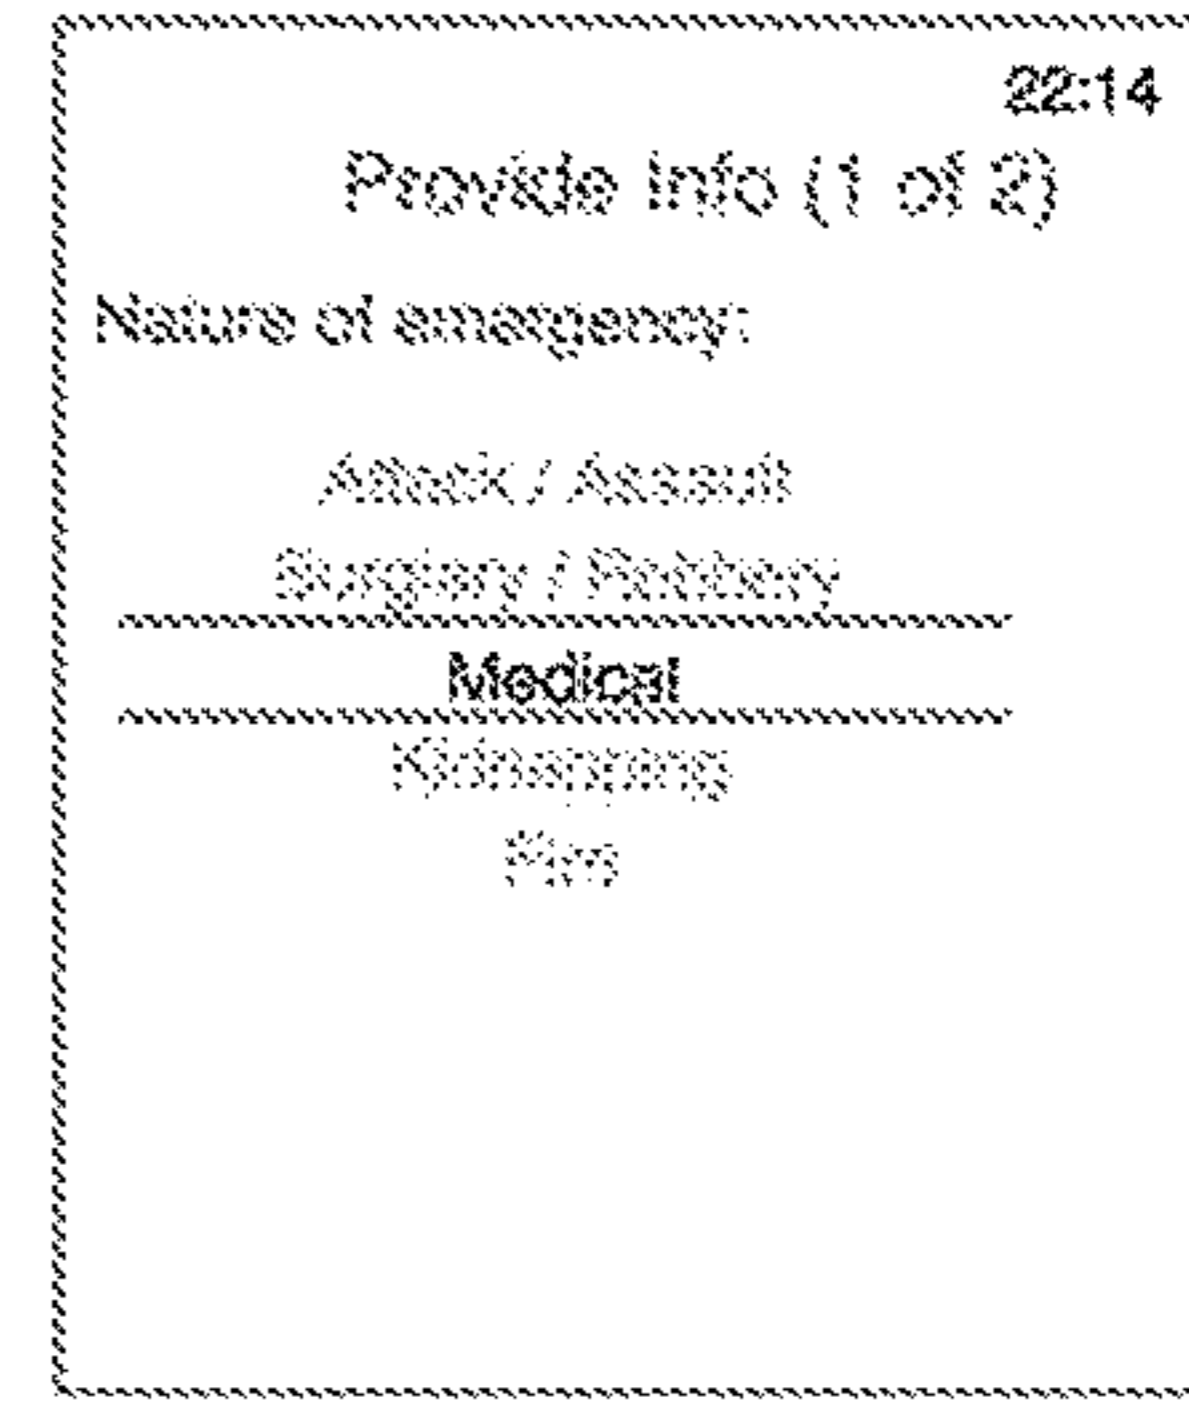 22:14
Provide Info (1 of 2)
Nature of emergency:
Attack / Assault
Burglary / Robbery
Medical
Kidnapping
Fire